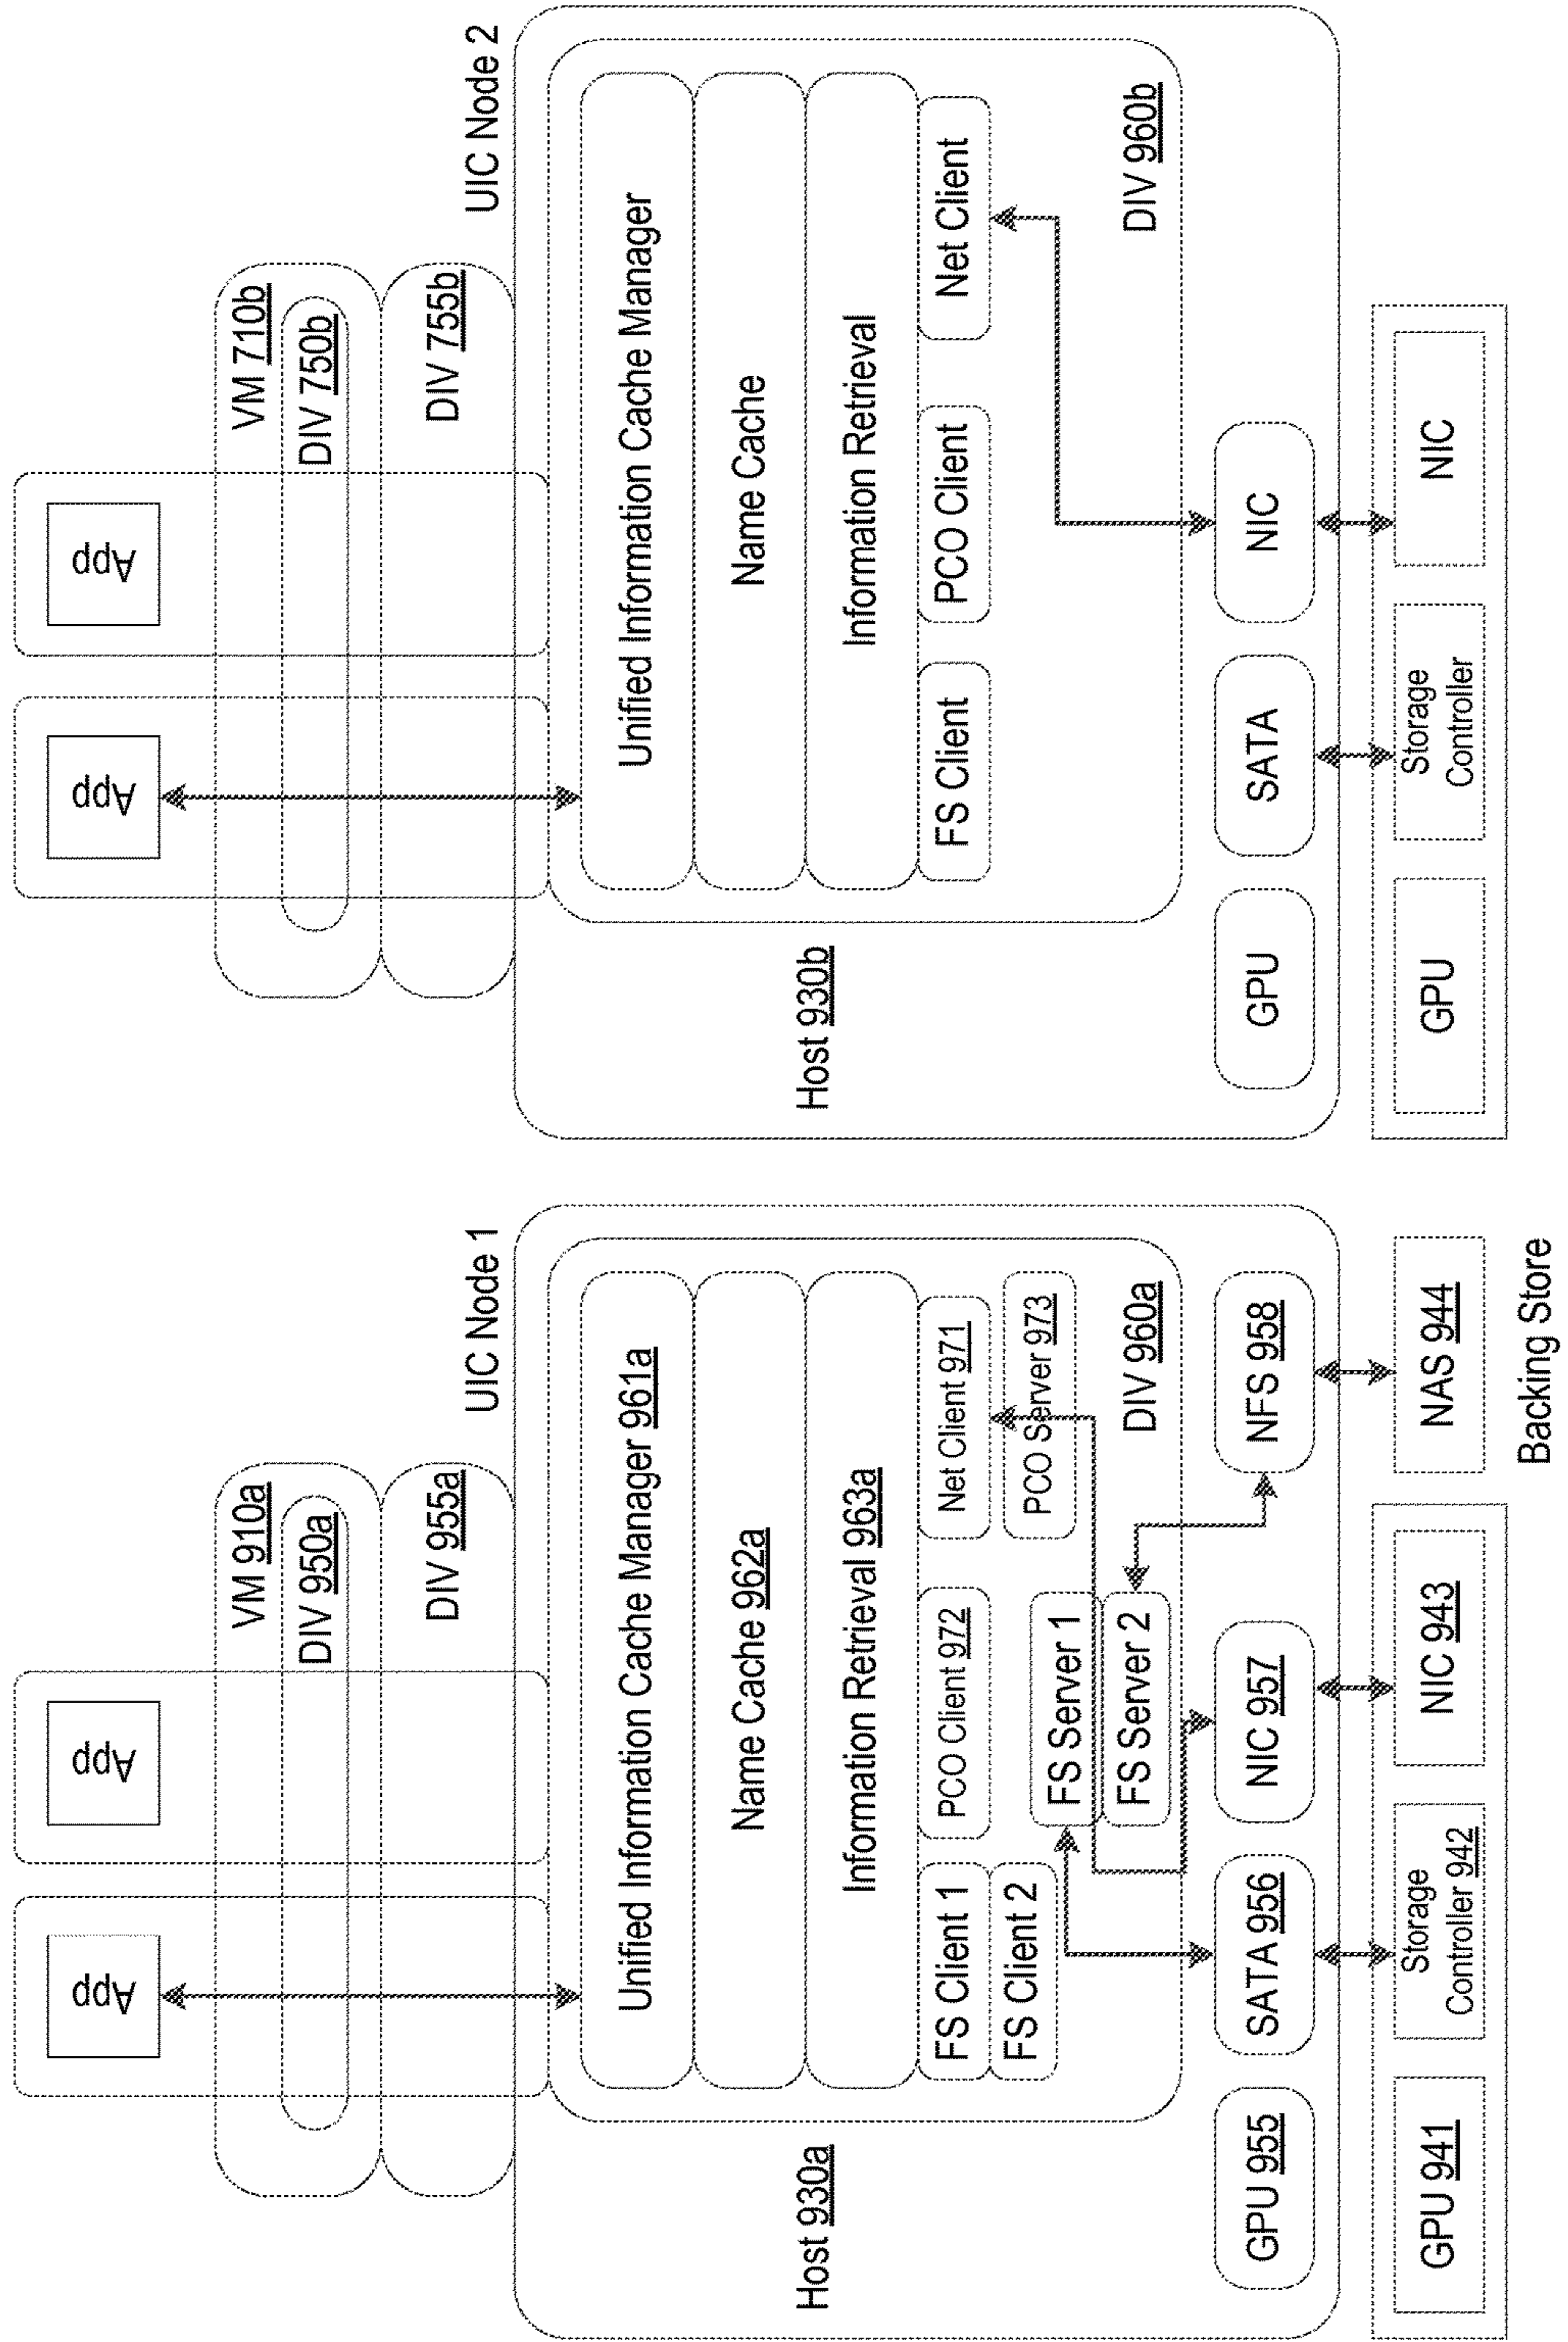 UIC Node 1
App
App
VM 910a
DIV 950a
DIV 955a
Host 930a
Unified Information Cache Manager 961a
Name Cache 962a
Information Retrieval 963a
FS Client 1
FS Client 2
PCO Client 972
Net Client 971
PCO Server 973
FS Server 1
FS Server 2
DIV 960a
GPU 955
SATA 956
NIC 957
NFS 958
GPU 941
Storage
Controller 942
NIC 943
NAS 944
Backing Store
UIC Node 2
App
App
VM 710b
DIV 750b
DIV 755b
Host 930b
Unified Information Cache Manager
Name Cache
Information Retrieval
FS Client
PCO Client
Net Client
DIV 960b
GPU
SATA
NIC
GPU
Storage
Controller
NIC